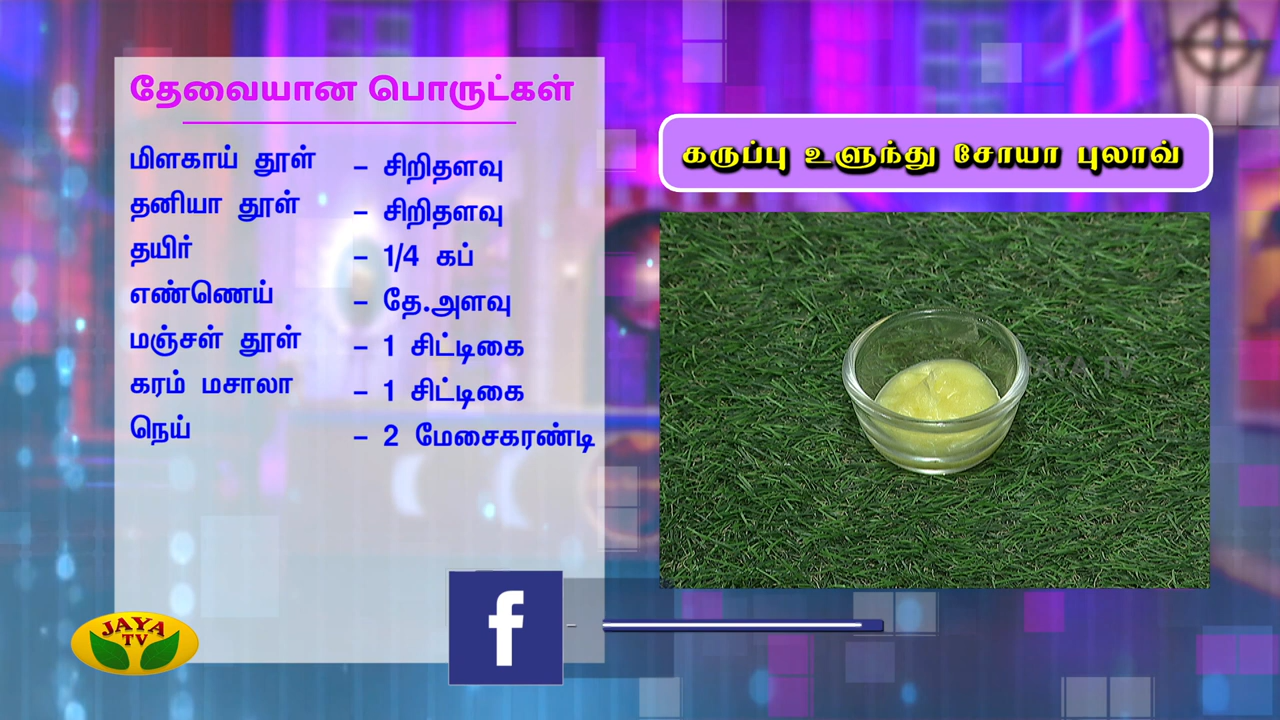 தேவையான பொருட்கள்
மிளகாய் தூள் – சிறிதளவு
தனியா தூள் – சிறிதளவு
தயிர் – 1/4 கப்
எண்ணெய் – தே.அளவு
மஞ்சள் தூள் – 1 சிட்டிகை
கரம் மசாலா – 1 சிட்டிகை
நெய் – 2 மேசைகரண்டி
கருப்பு உளுந்து சோயா புலாவ்
JAYA TV
JAYA
TV
f